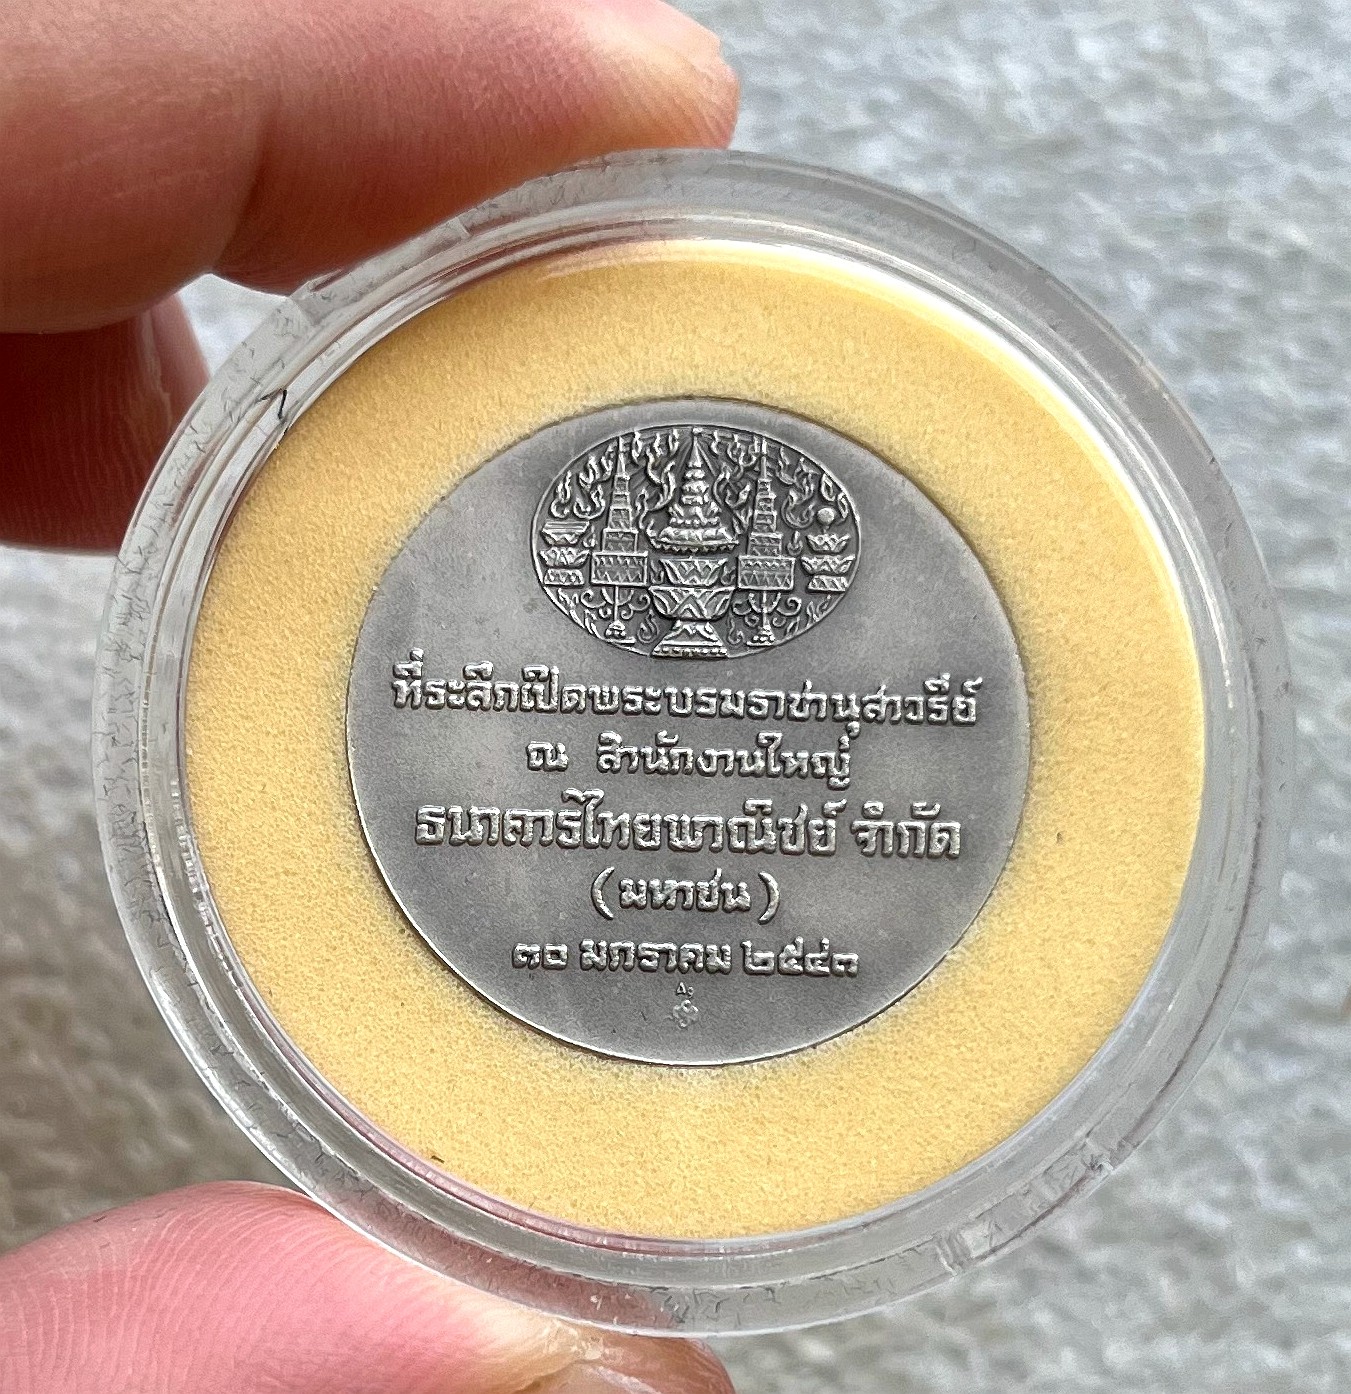 ที่ระลึกเปิดพระบรมราชานุสาวรีย์
ณ สำนักงานใหญ่
ธนาคารไทยพาณิชย์ จำกัด
(มหาชน)
๓๐ มกราคม ๒๕๔๓